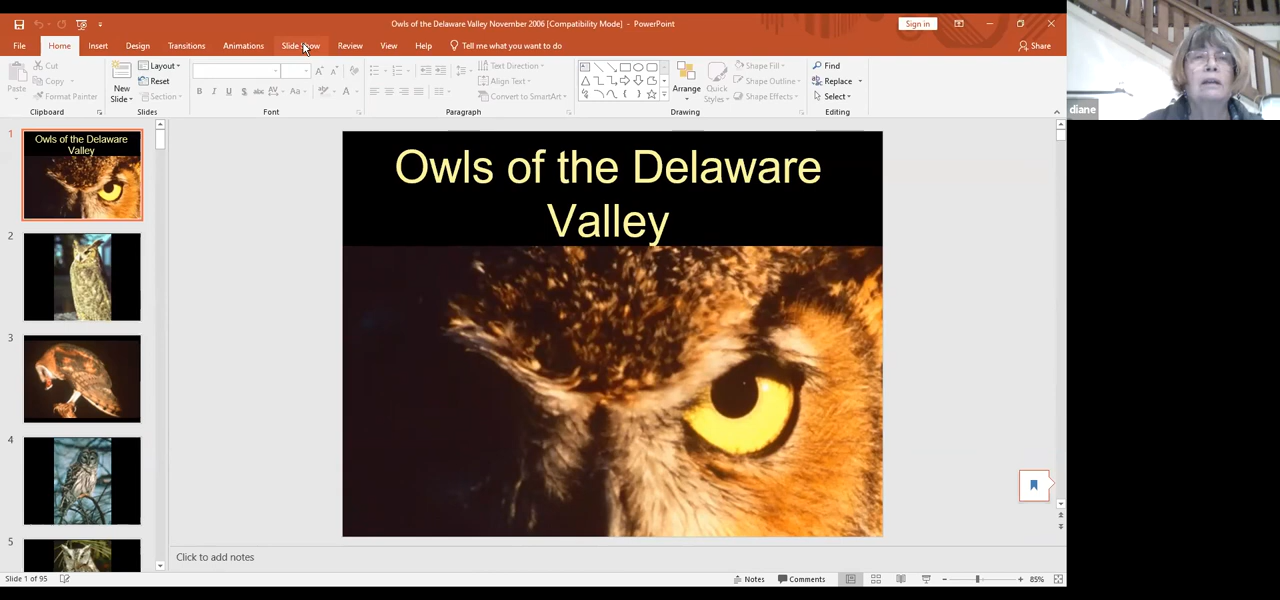 Owls of the Delaware Valley November 2006 [Compatibility Mode] - PowerPoint
Sign in
File Home Insert Design Transitions Animations Slide Show Review View Help Tell me what you want to do Share
Paste
Cut
Copy
Format Painter
Clipboard
New Slide
Layout
Reset
Section
Slides
Font
Text Direction
Align Text
Convert to SmartArt
Paragraph
Arrange
Quick Styles
Shape Fill
Shape Outline
Shape Effects
Drawing
Find
Replace
Select
Editing
diane
1
Owls of the Delaware
Valley
2
3
4
5
Owls of the Delaware
Valley
Click to add notes
Slide 1 of 95
Notes
Comments
85%